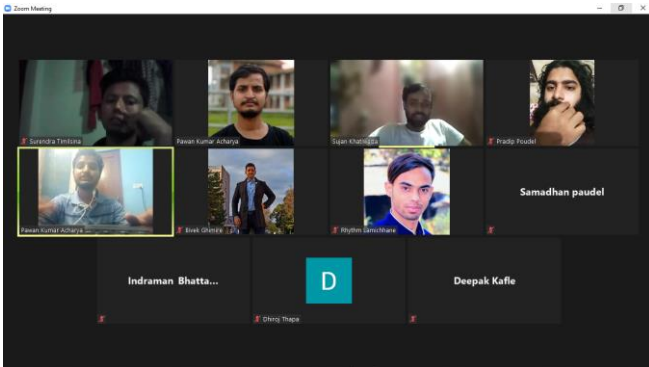 Zoom Meeting
Surendra Timilsina
Pawan Kumar Acharya
Sujan Khatiwada
Pradip Poudel
Pawan Kumar Acharya
Bivek Ghimire
Rhythm Lamichhane
Samadhan paudel
Indraman Bhatta...
D
Dhiroj Thapa
Deepak Kafle